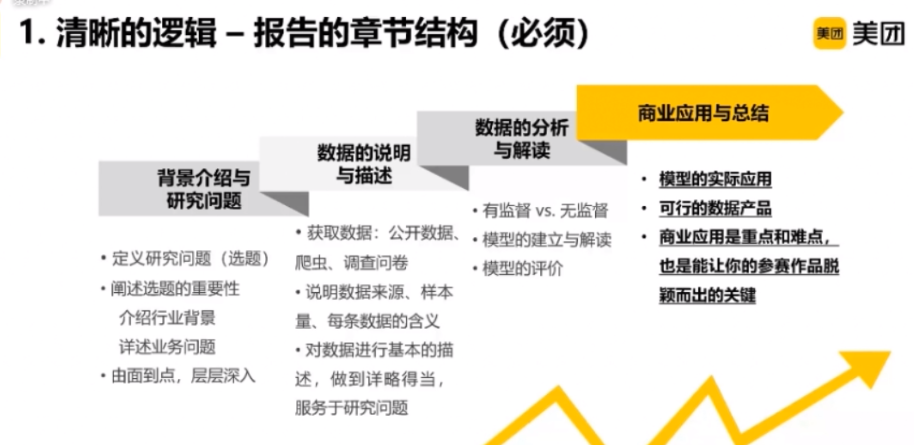 1. 清晰的逻辑 – 报告的章节结构（必须）
美团 美团
背景介绍与
研究问题
• 定义研究问题（选题）
• 阐述选题的重要性
介绍行业背景
详述业务问题
• 由面到点，层层深入
数据的说明
与描述
• 获取数据：公开数据、
爬虫、调查问卷
• 说明数据来源、样本
量、每条数据的含义
• 对数据进行基本的描
述，做到详略得当，
服务于研究问题
数据的分析
与解读
• 有监督 vs. 无监督
• 模型的建立与解读
• 模型的评价
商业应用与总结
• 模型的实际应用
• 可行的数据产品
• 商业应用是重点和难点，
也是能让你的参赛作品脱
颖而出的关键